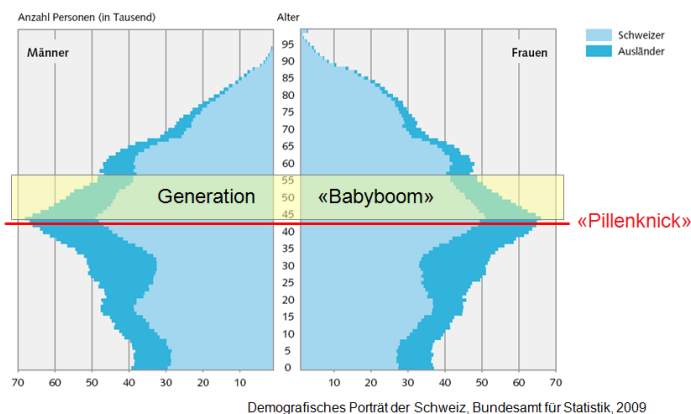 Anzahl Personen (in Tausend) Alter
Männer Frauen
Schweizer
Ausländer
95
90
85
80
75
70
65
60
55
Generation 50 «Babyboom»
45
«Pillenknick»
40
35
30
25
20
15
10
5
0
70 60 50 40 30 20 10 10 20 30 40 50 60 70
Demografisches Porträt der Schweiz, Bundesamt für Statistik, 2009